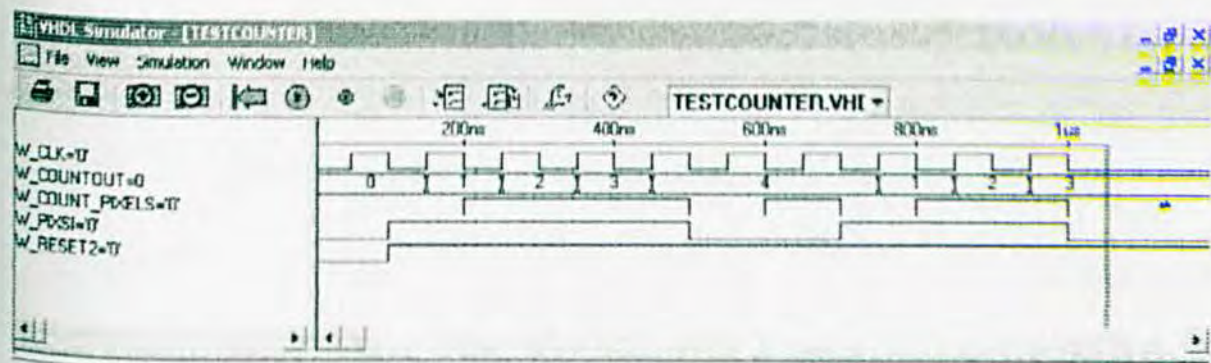 VHDL Simulator - [TESTCOUNTER]
File View Simulation Window Help
TESTCOUNTER.VHI
200ns 400ns 600ns 800ns 1us
W_CLK='0'
W_COUNTOUT=0
0 1 2 3 4 1 2 3
W_COUNT_PIXELS='0'
W_PIXSI='0'
W_RESET2='0'